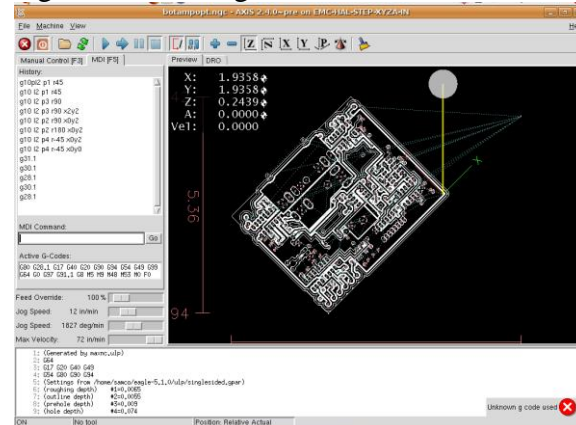 botampopt.ngc - AXIS 2.4.0~pre on EMC-HAL-STEP-XYZA-IN
File Machine View
Manual Control [F3] MDI [F5]
Preview DRO
History:
g10 l2 p1 r45
g10 l2 p3 r90
g10 l2 p3 r90 x2y2
g10 l2 p2 r90 x0y2
g10 l2 p2 r180 x0y2
g10 l2 p4 r-45 x0y2
g10 l2 p4 r-45 x0y0
g31.1
g30.1
g28.1
g30.1
g28.1
X: 1.9358
Y: 1.9358
Z: 0.2439
A: 0.0000
Vel: 0.0000
5.36
94
X
MDI Command:
Go
Active G-Codes:
G80 G28.1 G17 G40 G20 G90 G94 G54 G49 G99
G64 G0 G97 G91.1 G8 M5 M9 M48 M53 M0 F0
Feed Override: 100 %
Jog Speed: 12 in/min
Jog Speed: 1827 deg/min
Max Velocity: 72 in/min
1: (Generated by maxmc.ulp)
2: G64
3: G17 G20 G40 G49
4: G54 G80 G90 G94
5: (Settings from /home/samco/eagle-5.1.0/ulp/singlesided.gpar)
6: (roughing depth) #1=0.0065
7: (outline depth) #2=0.0055
8: (prehole depth) #3=0.009
9: (hole depth) #4=0.074
Unknown g code used
ON No tool Position: Relative Actual